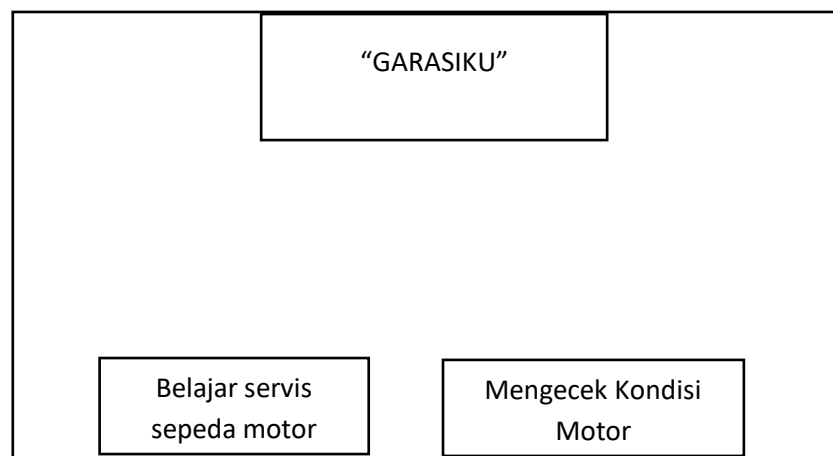 “GARASIKU”
Belajar servis
sepeda motor
Mengecek Kondisi
Motor